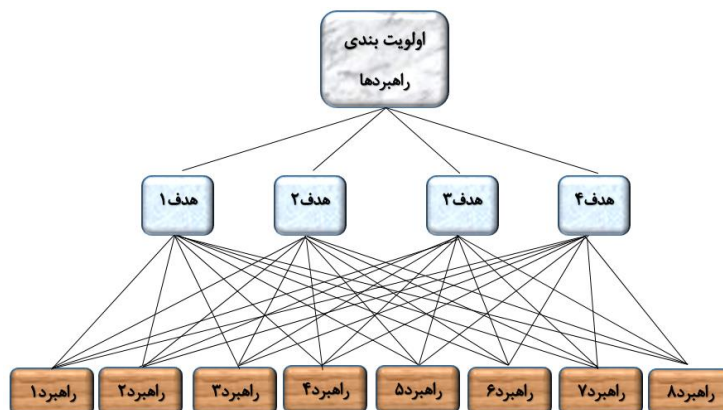 اولویت بندی
راهبردها
هدف۱
هدف۲
هدف۳
هدف۴
راهبرد۱
راهبرد۲
راهبرد۳
راهبرد۴
راهبرد۵
راهبرد۶
راهبرد۷
راهبرد۸